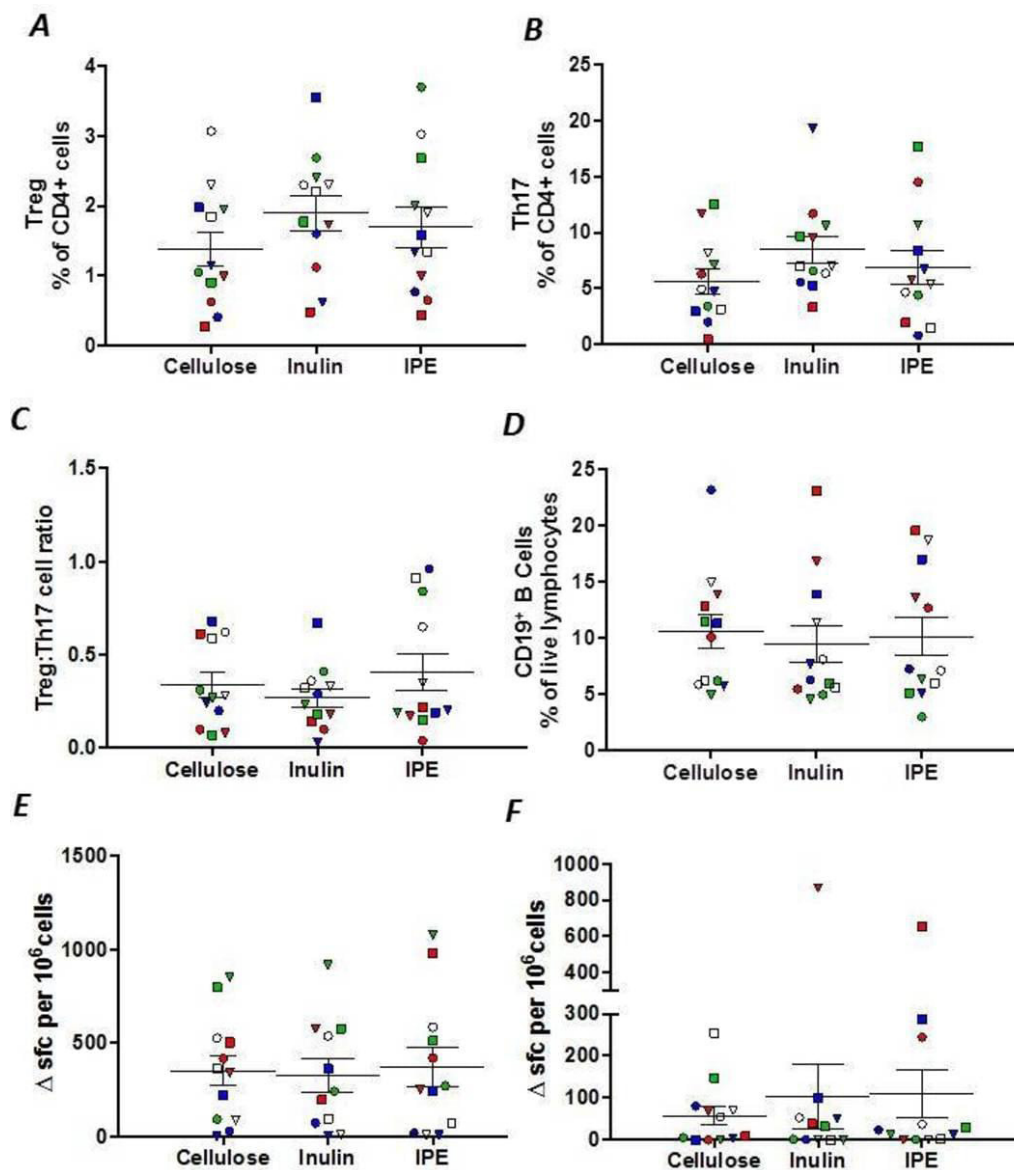 A
Treg
% of CD4+ cells
4
3
2
1
0
Cellulose Inulin IPE
B
Th17
% of CD4+ cells
25
20
15
10
5
0
Cellulose Inulin IPE
C
Treg:Th17 cell ratio
1.5
1.0
0.5
0.0
Cellulose Inulin IPE
D
CD19+ B Cells
% of live lymphocytes
25
20
15
10
5
0
Cellulose Inulin IPE
E
Δ sfc per 10⁶cells
1500
1000
500
0
Cellulose Inulin IPE
F
Δ sfc per 10⁶cells
1000
800
600
400
300
200
100
0
Cellulose Inulin IPE